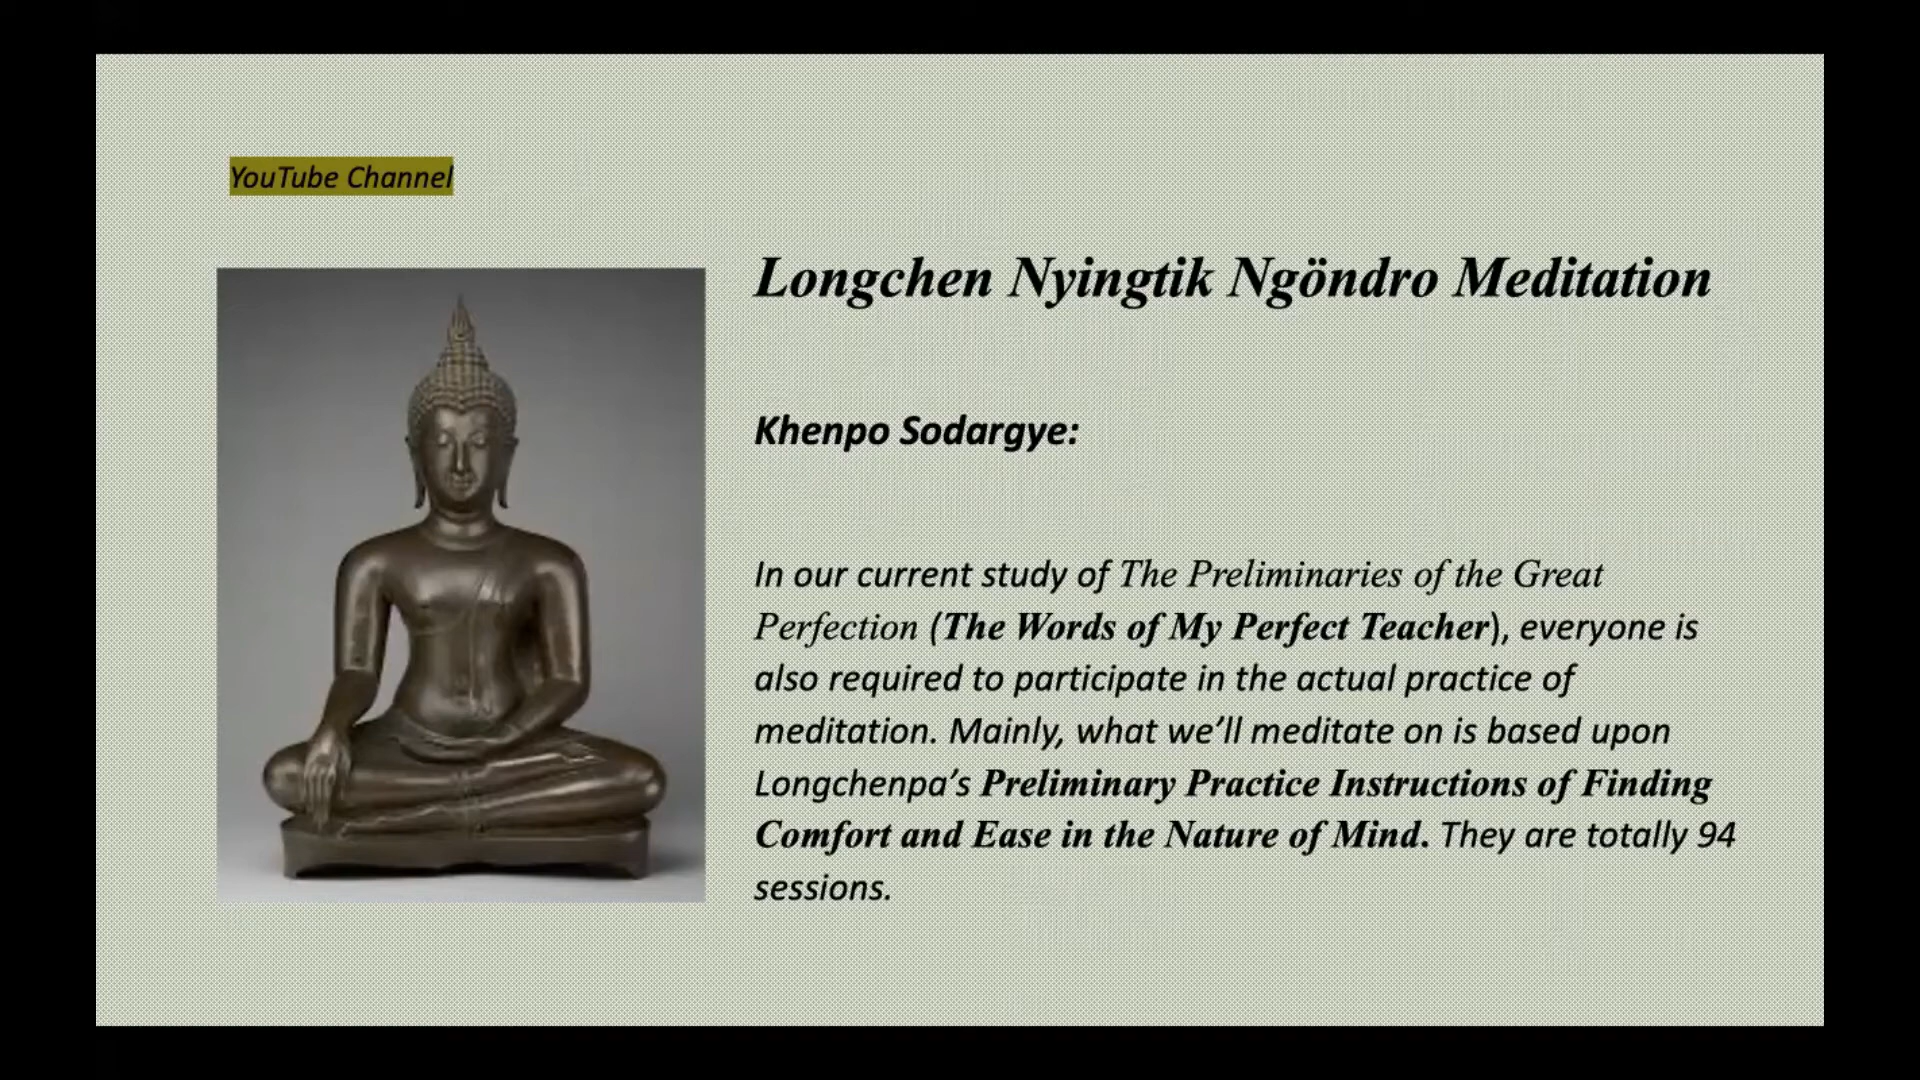 YouTube Channel
Longchen Nyingtik Ngöndro Meditation
Khenpo Sodargye:
In our current study of The Preliminaries of the Great
Perfection (The Words of My Perfect Teacher), everyone is
also required to participate in the actual practice of
meditation. Mainly, what we’ll meditate on is based upon
Longchenpa’s Preliminary Practice Instructions of Finding
Comfort and Ease in the Nature of Mind. They are totally 94
sessions.